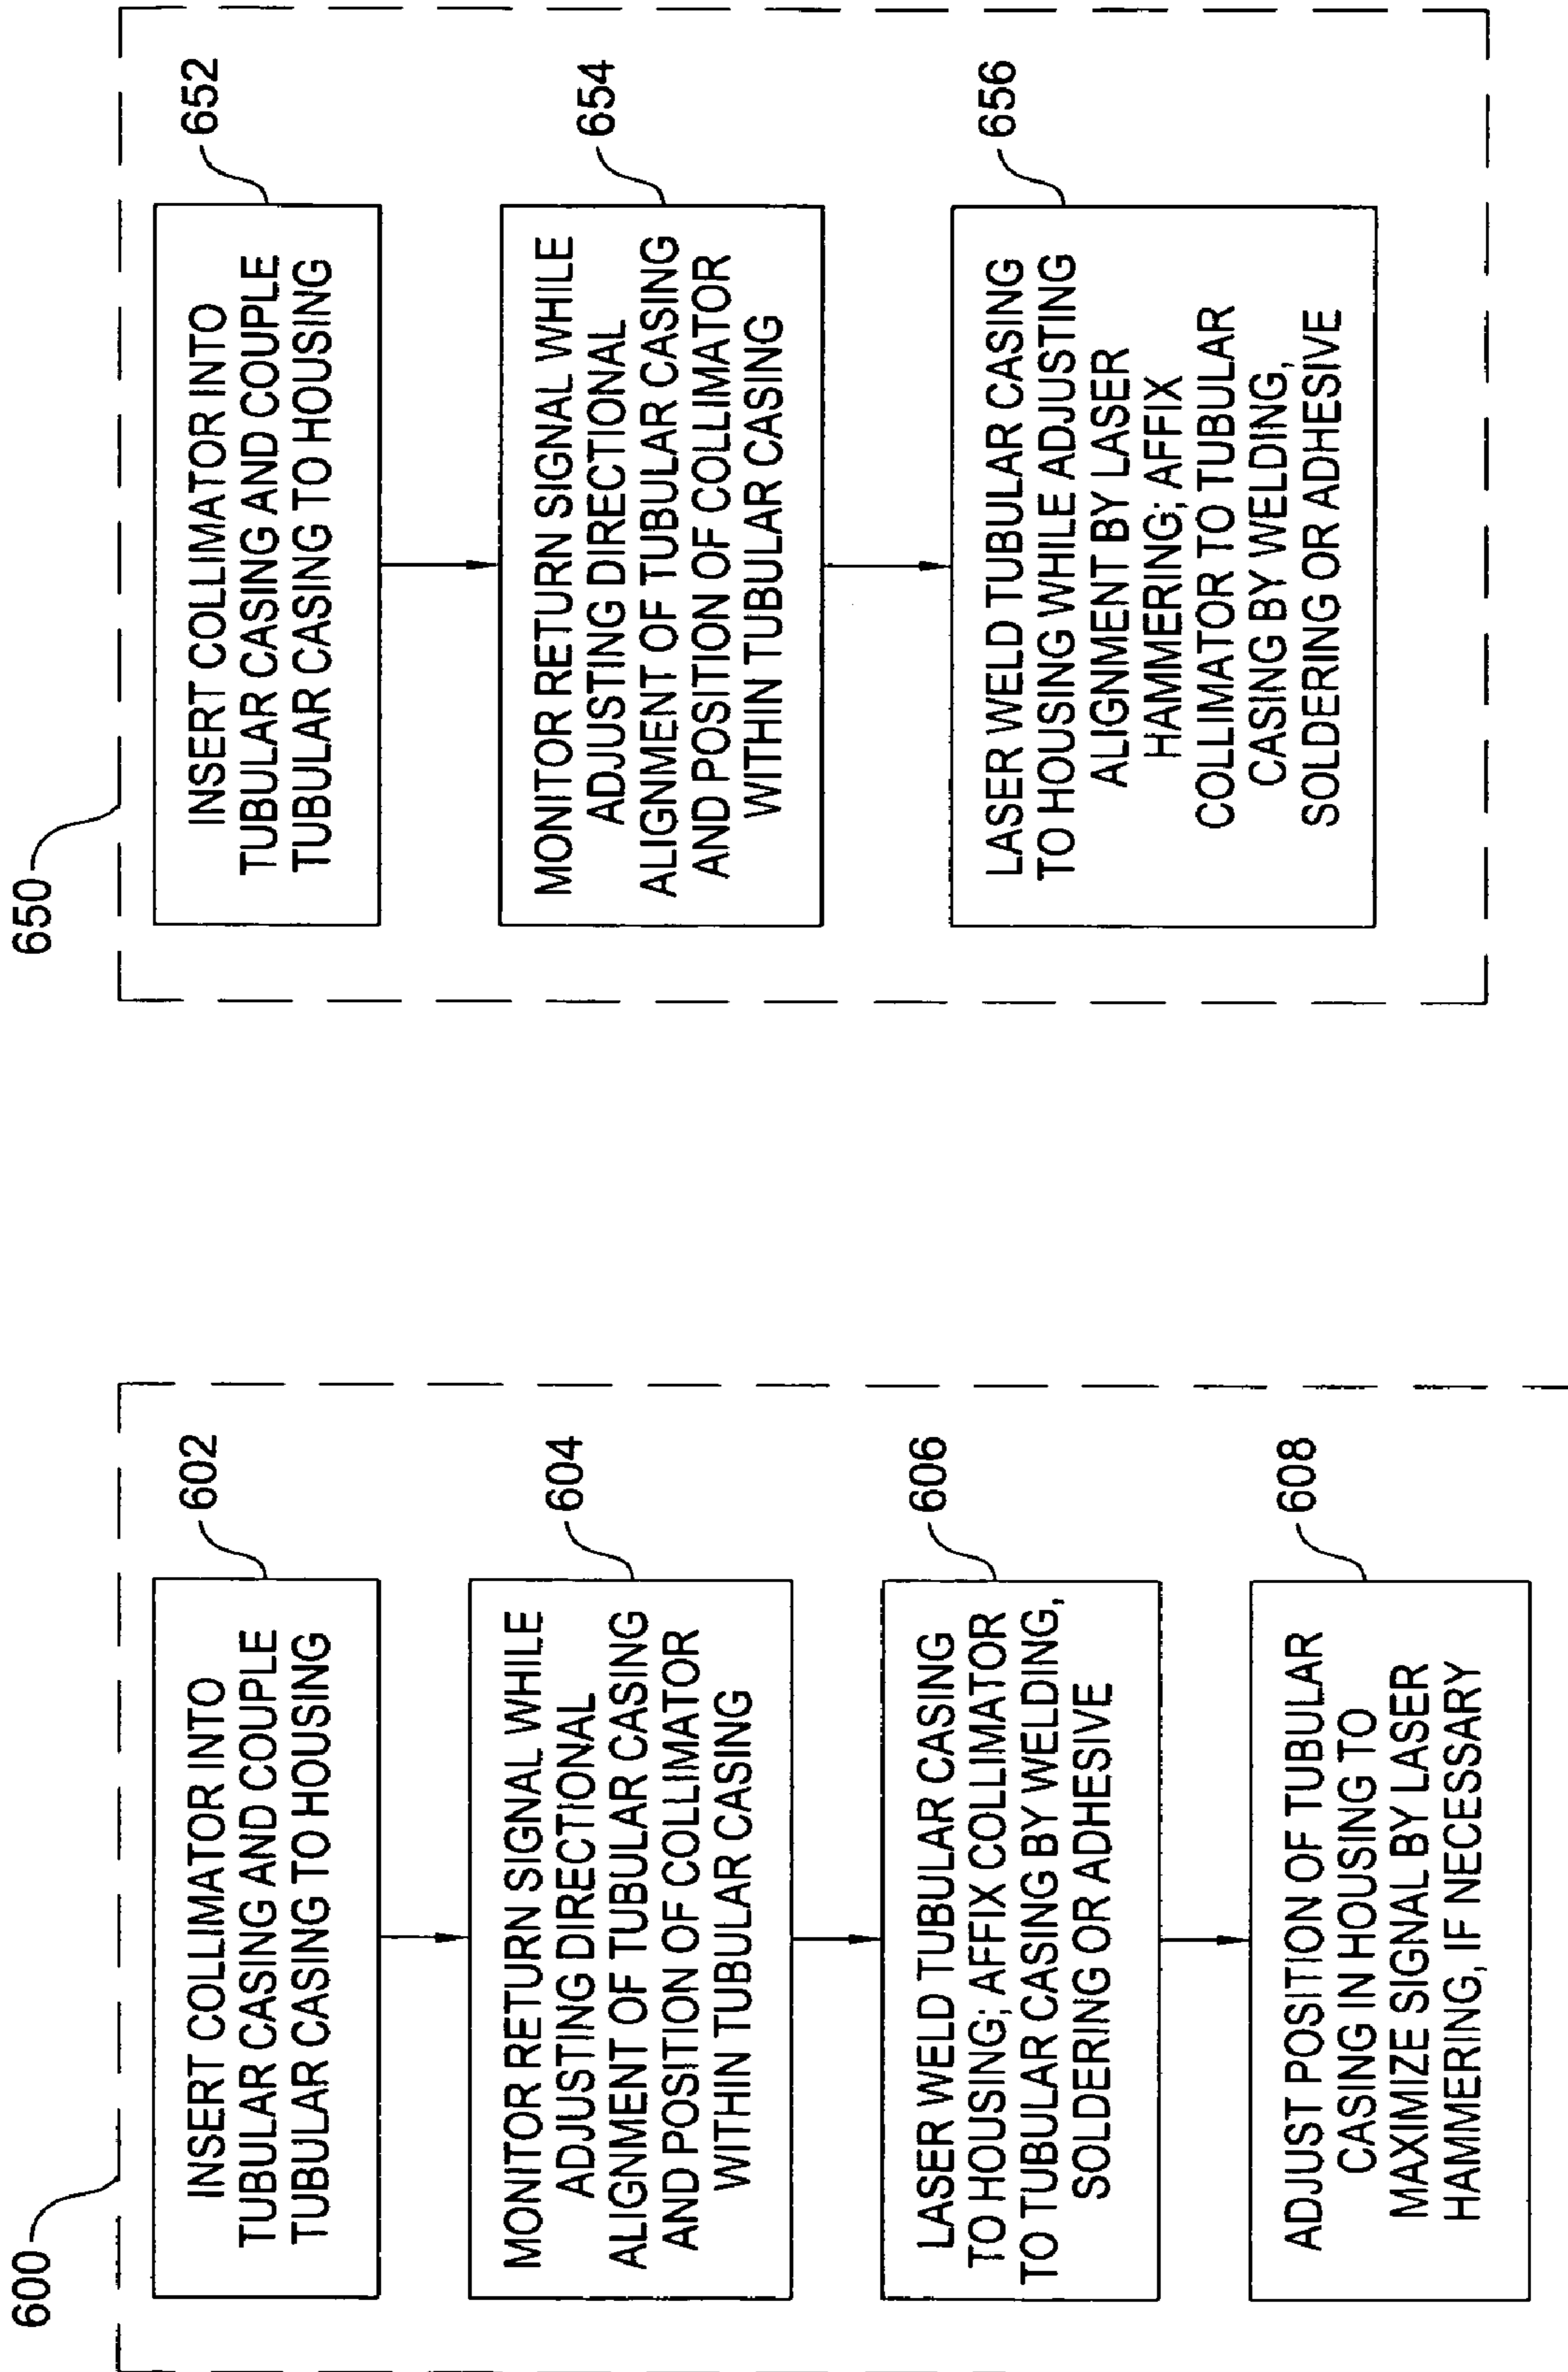 600
INSERT COLLIMATOR INTO
TUBULAR CASING AND COUPLE
TUBULAR CASING TO HOUSING
602
MONITOR RETURN SIGNAL WHILE
ADJUSTING DIRECTIONAL
ALIGNMENT OF TUBULAR CASING
AND POSITION OF COLLIMATOR
WITHIN TUBULAR CASING
604
LASER WELD TUBULAR CASING
TO HOUSING; AFFIX COLLIMATOR
TO TUBULAR CASING BY WELDING,
SOLDERING OR ADHESIVE
606
ADJUST POSITION OF TUBULAR
CASING IN HOUSING TO
MAXIMIZE SIGNAL BY LASER
HAMMERING, IF NECESSARY
608
650
INSERT COLLIMATOR INTO
TUBULAR CASING AND COUPLE
TUBULAR CASING TO HOUSING
652
MONITOR RETURN SIGNAL WHILE
ADJUSTING DIRECTIONAL
ALIGNMENT OF TUBULAR CASING
AND POSITION OF COLLIMATOR
WITHIN TUBULAR CASING
654
LASER WELD TUBULAR CASING
TO HOUSING WHILE ADJUSTING
ALIGNMENT BY LASER
HAMMERING; AFFIX
COLLIMATOR TO TUBULAR
CASING BY WELDING,
SOLDERING OR ADHESIVE
656